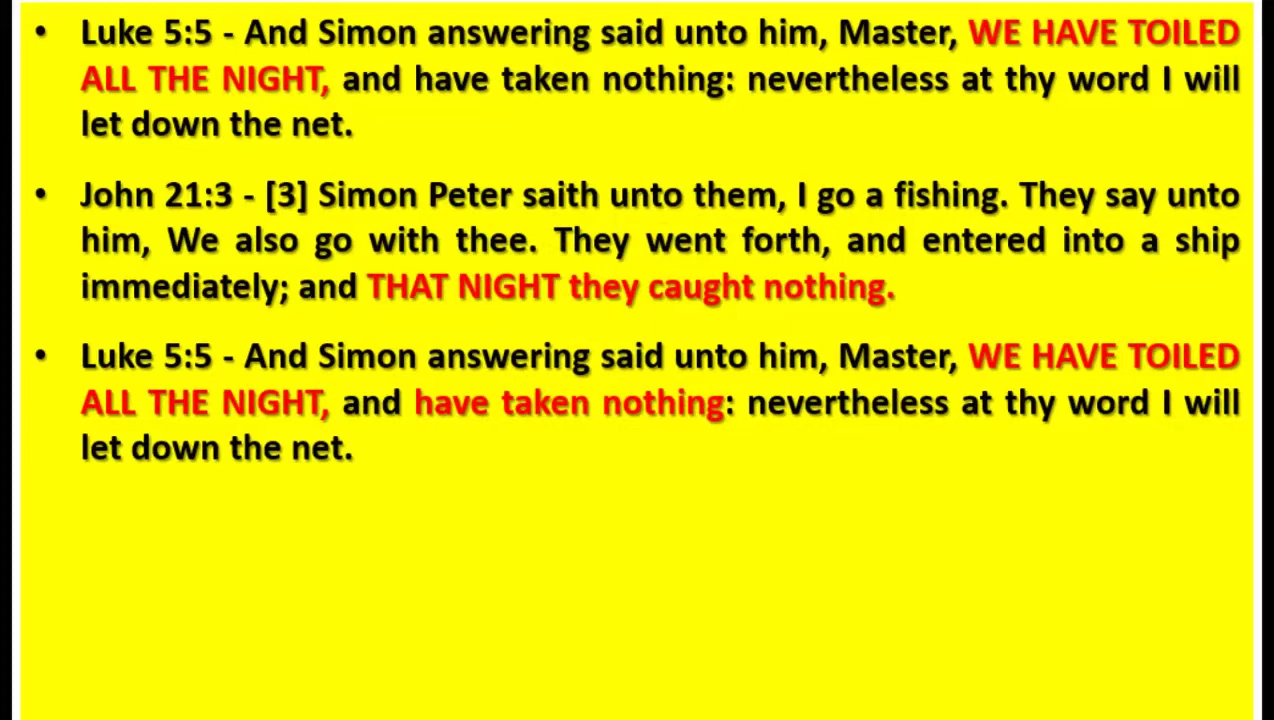 • Luke 5:5 - And Simon answering said unto him, Master, WE HAVE TOILED
ALL THE NIGHT, and have taken nothing: nevertheless at thy word I will
let down the net.
• John 21:3 - [3] Simon Peter saith unto them, I go a fishing. They say unto
him, We also go with thee. They went forth, and entered into a ship
immediately; and THAT NIGHT they caught nothing.
• Luke 5:5 - And Simon answering said unto him, Master, WE HAVE TOILED
ALL THE NIGHT, and have taken nothing: nevertheless at thy word I will
let down the net.